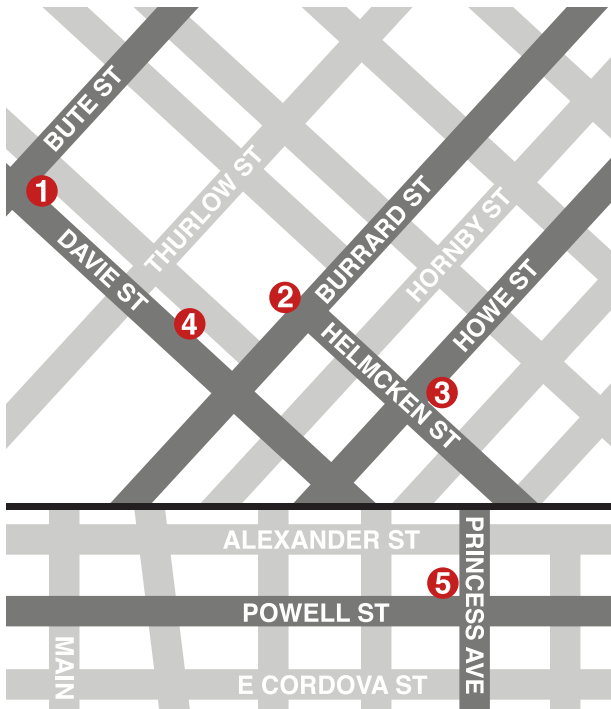 BUTE ST
1
THURLOW ST
BURRARD ST
HORNBY ST
DAVIE ST
2
HOWE ST
4
HELMCKEN ST
3
ALEXANDER ST
PRINCESS AVE
5
POWELL ST
MAIN
E CORDOVA ST